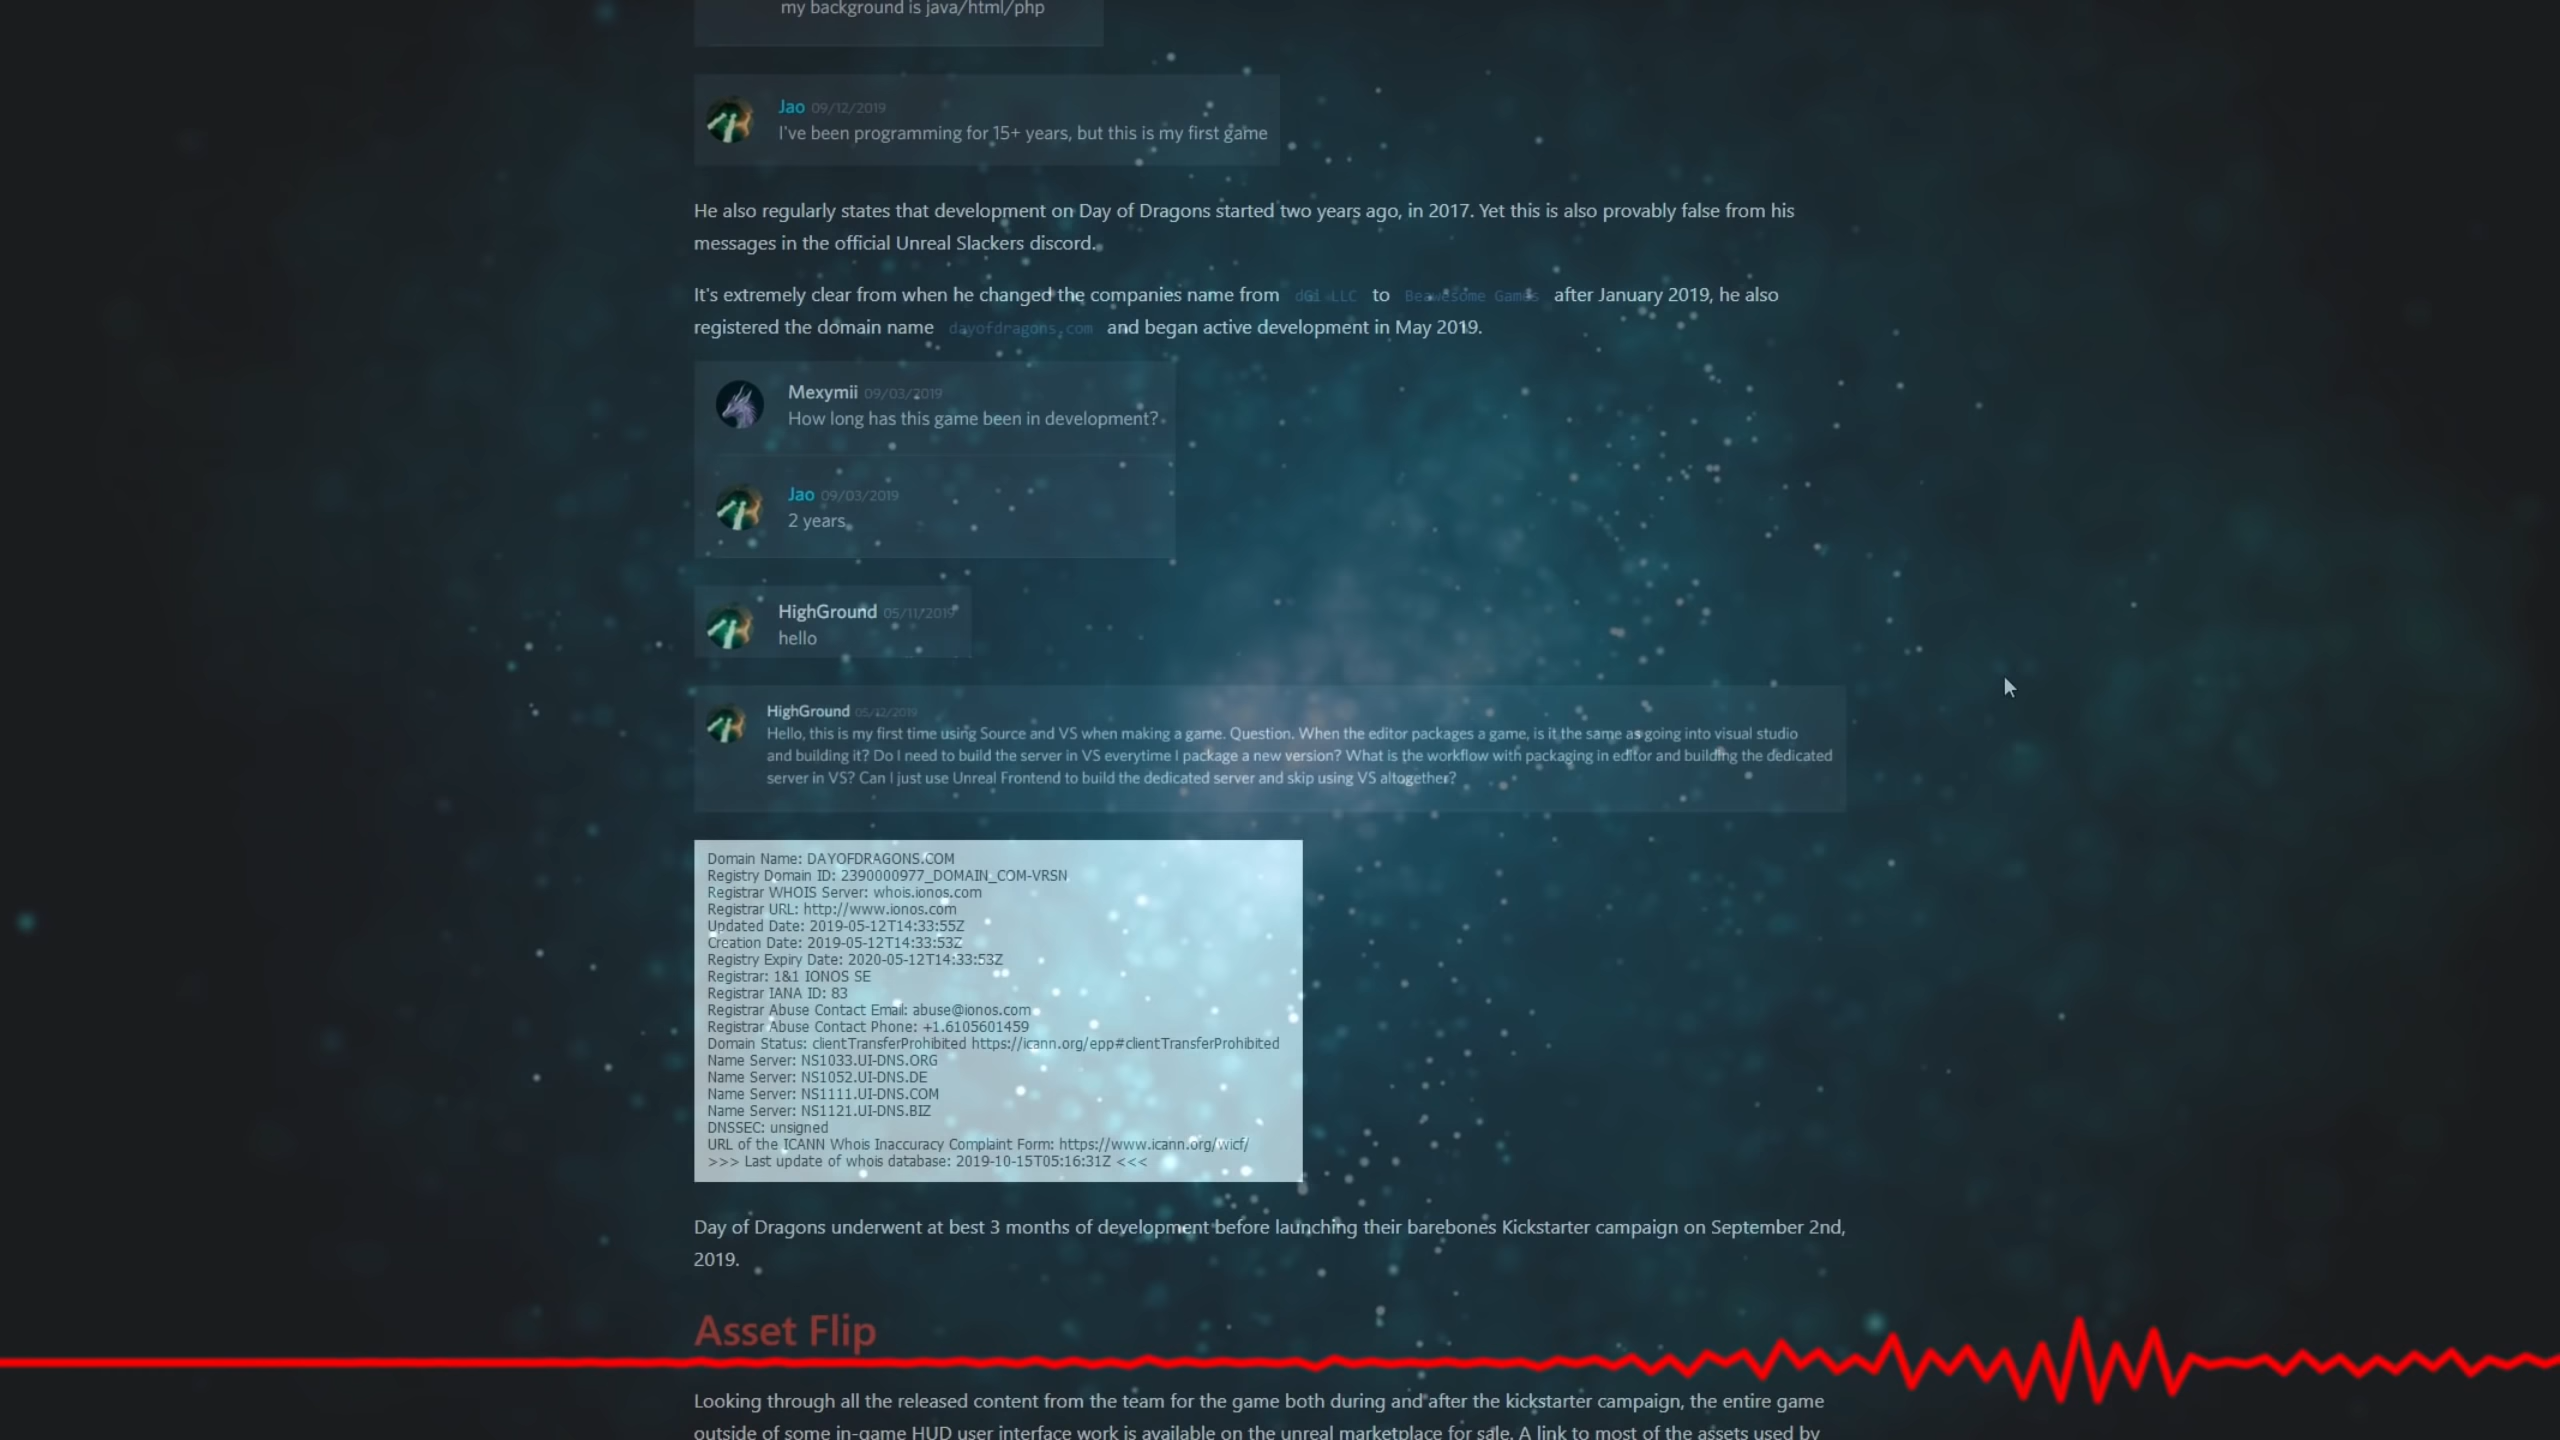 my background is java/html/php
Jao 09/12/2019
I've been programming for 15+ years, but this is my first game
He also regularly states that development on Day of Dragons started two years ago, in 2017. Yet this is also provably false from his
messages in the official Unreal Slackers discord.
It's extremely clear from when he changed the companies name from dGi LLC to Beawesome Games after January 2019, he also
registered the domain name dayofdragons.com and began active development in May 2019.
Mexymii 09/03/2019
How long has this game been in development?
Jao 09/03/2019
2 years
HighGround 05/11/2019
hello
HighGround 05/12/2019
Hello, this is my first time using Source and VS when making a game. Question. When the editor packages a game, is it the same as going into visual studio
and building it? Do I need to build the server in VS everytime I package a new version? What is the workflow with packaging in editor and building the dedicated
server in VS? Can I just use Unreal Frontend to build the dedicated server and skip using VS altogether?
Domain Name: DAYOFDRAGONS.COM
Registry Domain ID: 2390000977_DOMAIN_COM-VRSN
Registrar WHOIS Server: whois.ionos.com
Registrar URL: http://www.ionos.com
Updated Date: 2019-05-12T14:33:55Z
Creation Date: 2019-05-12T14:33:53Z
Registry Expiry Date: 2020-05-12T14:33:53Z
Registrar: 1&1 IONOS SE
Registrar IANA ID: 83
Registrar Abuse Contact Email: abuse@ionos.com
Registrar Abuse Contact Phone: +1.6105601459
Domain Status: clientTransferProhibited https://icann.org/epp#clientTransferProhibited
Name Server: NS1033.UI-DNS.ORG
Name Server: NS1052.UI-DNS.DE
Name Server: NS1111.UI-DNS.COM
Name Server: NS1121.UI-DNS.BIZ
DNSSEC: unsigned
URL of the ICANN Whois Inaccuracy Complaint Form: https://www.icann.org/wicf/
>>> Last update of whois database: 2019-10-15T05:16:31Z <<<
Day of Dragons underwent at best 3 months of development before launching their barebones Kickstarter campaign on September 2nd,
2019.
Asset Flip
Looking through all the released content from the team for the game both during and after the kickstarter campaign, the entire game
outside of some in-game HUD user interface work is available on the unreal marketplace for sale. A link to most of the assets used by